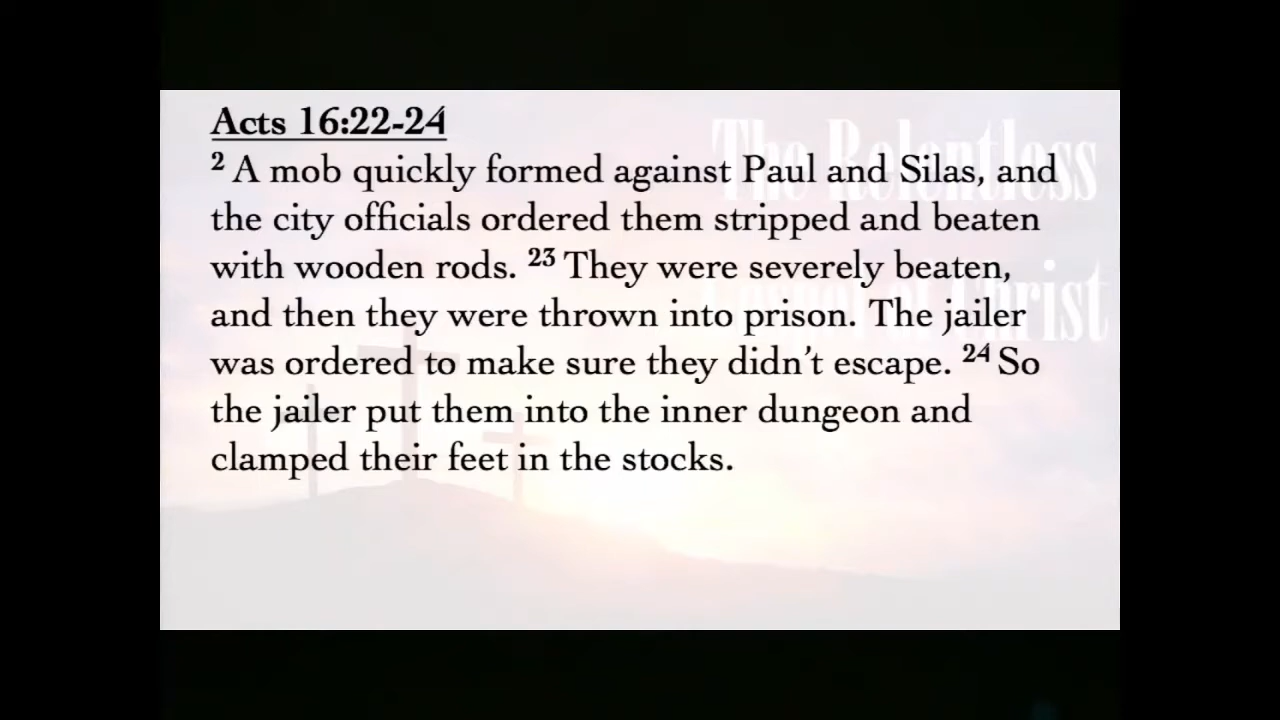 Acts 16:22-24
2 A mob quickly formed against Paul and Silas, and
the city officials ordered them stripped and beaten
with wooden rods. 23 They were severely beaten,
and then they were thrown into prison. The jailer
was ordered to make sure they didn’t escape. 24 So
the jailer put them into the inner dungeon and
clamped their feet in the stocks.
The Relentless
Christ